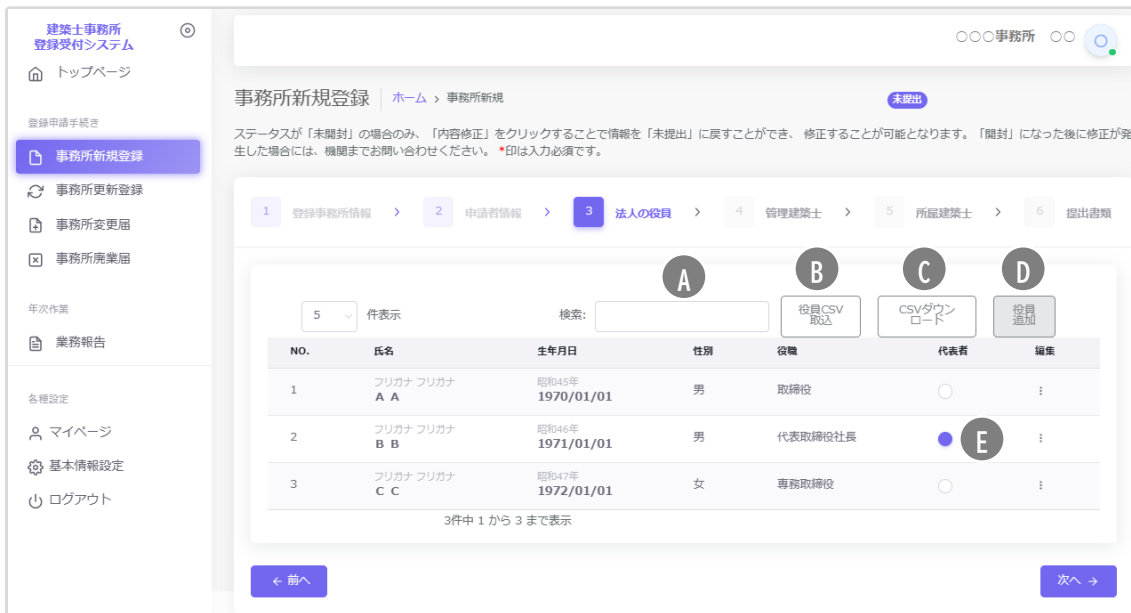 建築士事務所
登録受付システム
トップページ
登録申請手続き
事務所新規登録
事務所更新登録
事務所変更届
事務所廃業届
年次作業
業務報告
各種設定
マイページ
基本情報設定
ログアウト
○○○事務所 ○○ ○
事務所新規登録 ホーム > 事務所新規 未提出
ステータスが「未開封」の場合のみ、「内容修正」をクリックすることで情報を「未提出」に戻すことができ、 修正することが可能となります。「開封」になった後に修正が発
生した場合には、機関までお問い合わせください。 *印は入力必須です。
1 登録事務所情報 > 2 申請者情報 > 3 法人の役員 > 4 管理建築士 > 5 所属建築士 > 6 提出書類
A B C D
5 件表示 検索:
役員CSV
取込
CSVダウン
ロード
役員
追加
NO. 氏名 生年月日 性別 役職 代表者 編集
フリガナ フリガナ 昭和45年
1 A A 1970/01/01 男 取締役
フリガナ フリガナ 昭和46年
2 B B 1971/01/01 男 代表取締役社長 E
フリガナ フリガナ 昭和47年
3 C C 1972/01/01 女 専務取締役
3件中 1 から 3 まで表示
← 前へ 次へ →